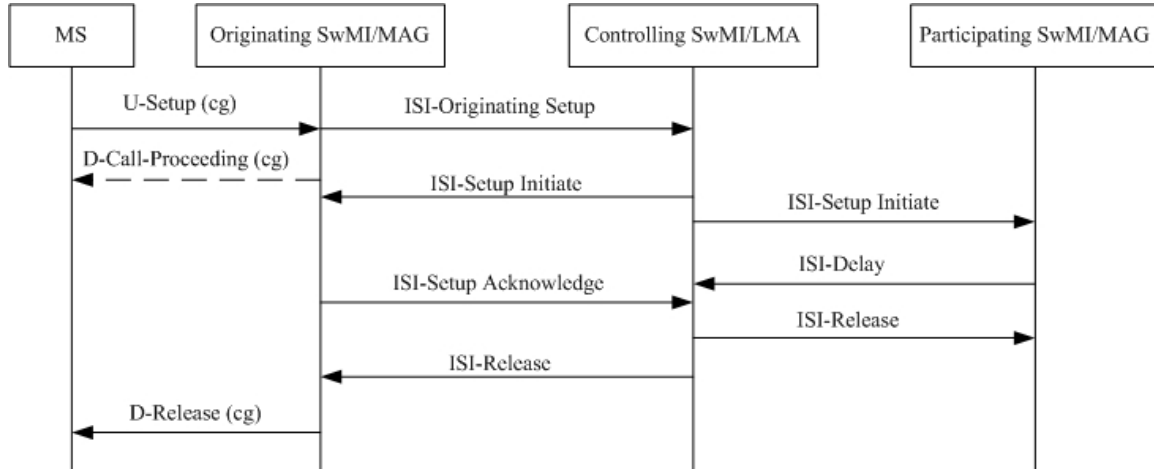 MS
Originating SwMI/MAG
Controlling SwMI/LMA
Participating SwMI/MAG
U-Setup (cg)
ISI-Originating Setup
D-Call-Proceeding (cg)
ISI-Setup Initiate
ISI-Setup Initiate
ISI-Delay
ISI-Setup Acknowledge
ISI-Release
ISI-Release
D-Release (cg)